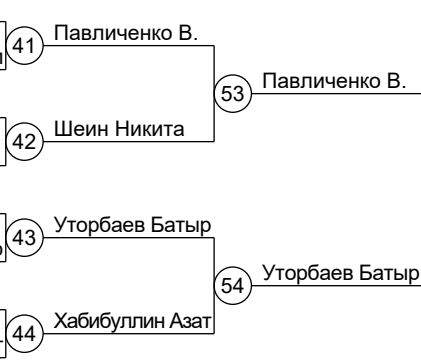 41 Павличенко В.
53 Павличенко В.
42 Шеин Никита
43 Уторбаев Батыр
54 Уторбаев Батыр
44 Хабибуллин Азат